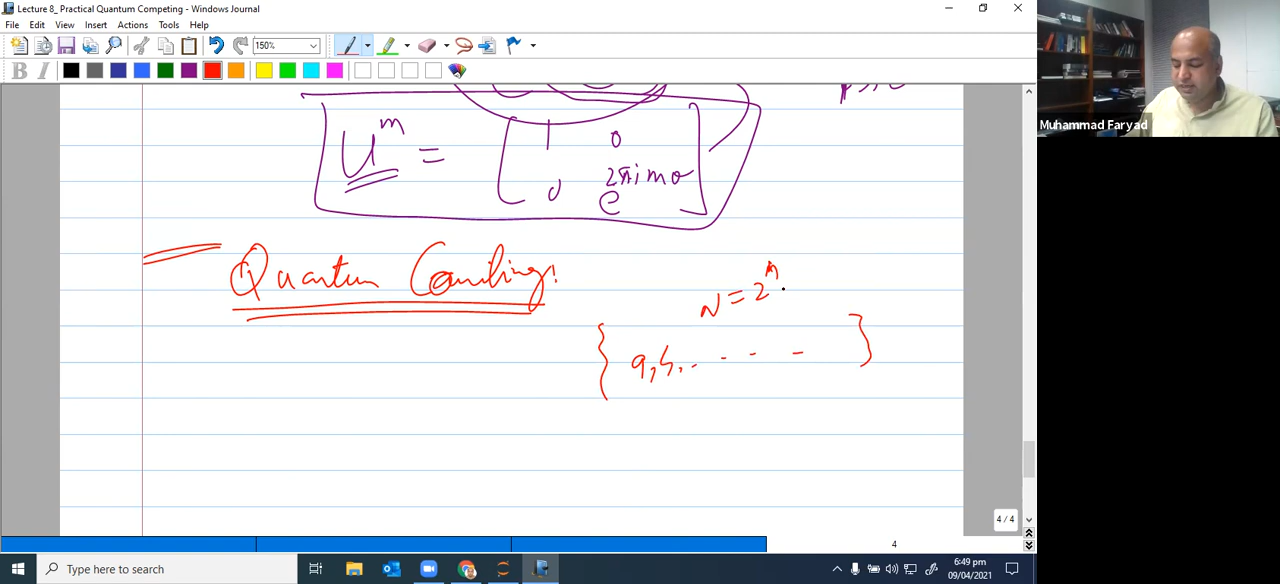 Lecture 8_ Practical Quantum Competing - Windows Journal
File Edit View Insert Actions Tools Help
150%
B I
Muhammad Faryad
U^m = [ 1 0
0 e^{2πimθ} ]
Quantum Counting:
N = 2^n
{ a, b, . . - - - }
4 / 4
4
Type here to search
6:49 pm
09/04/2021